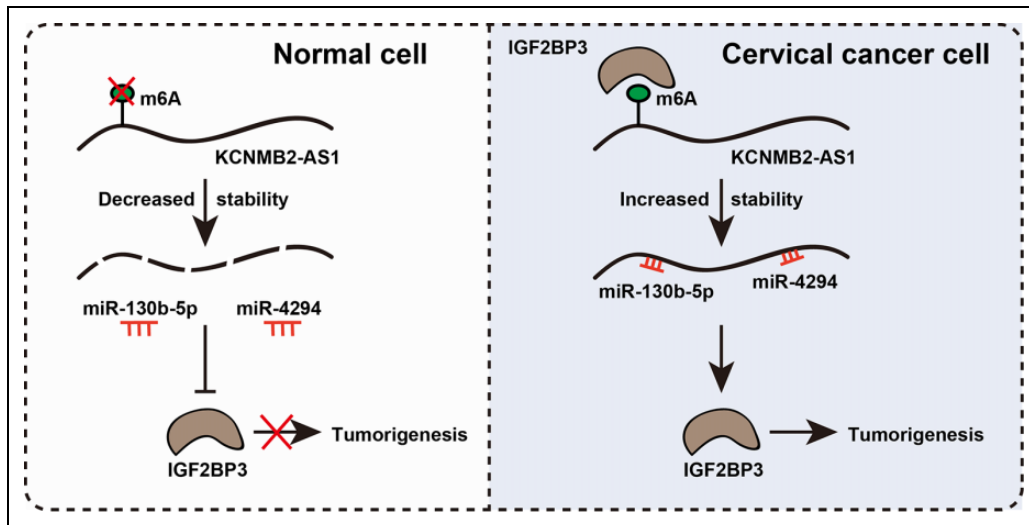 Normal cell
m6A
KCNMB2-AS1
Decreased stability
miR-130b-5p
miR-4294
IGF2BP3
Tumorigenesis
IGF2BP3
Cervical cancer cell
m6A
KCNMB2-AS1
Increased stability
miR-130b-5p
miR-4294
IGF2BP3
Tumorigenesis